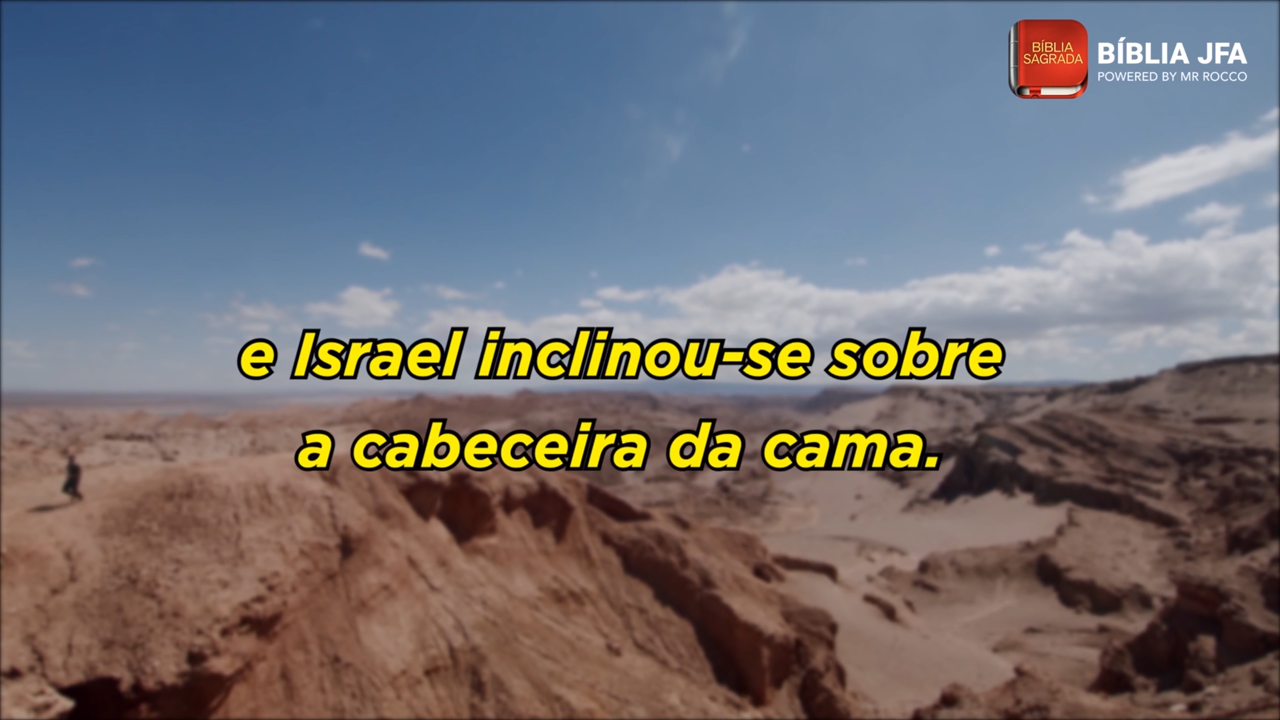 BÍBLIA
SAGRADA
BÍBLIA JFA
POWERED BY MR ROCCO
e Israel inclinou-se sobre
a cabeceira da cama.